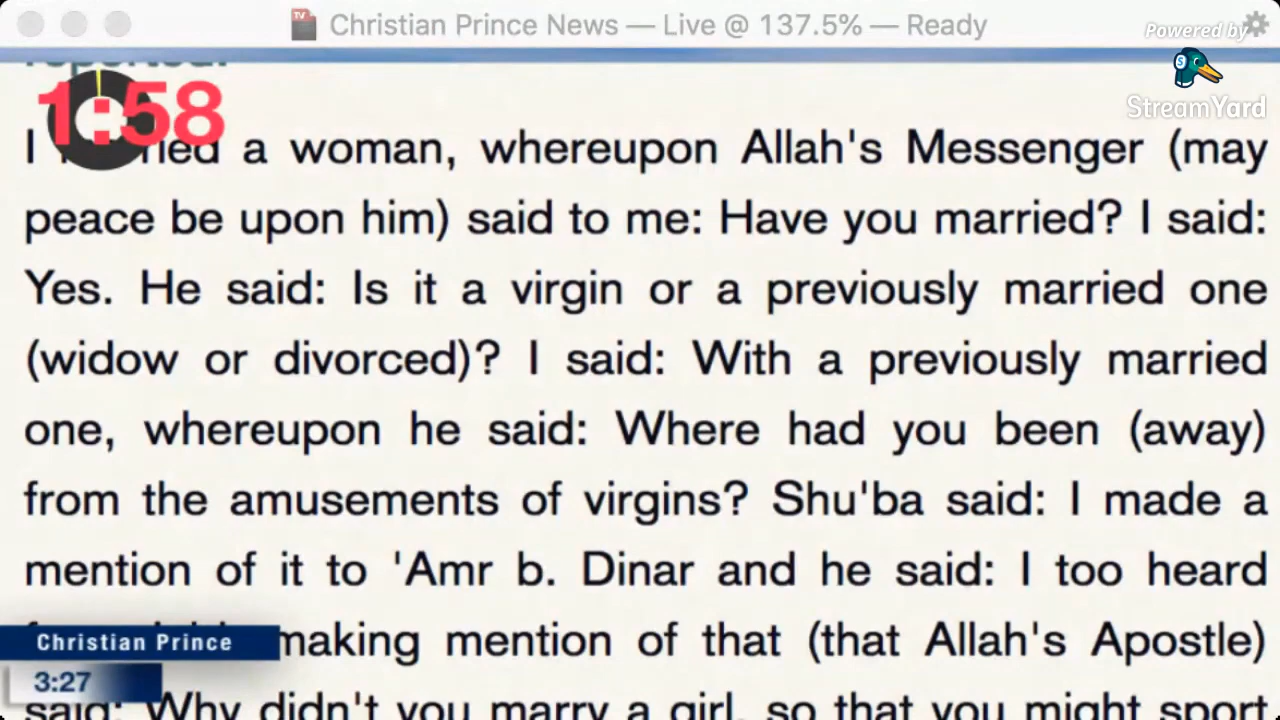 Christian Prince News — Live @ 137.5% — Ready
Powered by
StreamYard
reported:
1:58
I married a woman, whereupon Allah's Messenger (may
peace be upon him) said to me: Have you married? I said:
Yes. He said: Is it a virgin or a previously married one
(widow or divorced)? I said: With a previously married
one, whereupon he said: Where had you been (away)
from the amusements of virgins? Shu'ba said: I made a
mention of it to 'Amr b. Dinar and he said: I too heard
making mention of that (that Allah's Apostle)
said: Why didn't you marry a girl, so that you might sport
Christian Prince
3:27